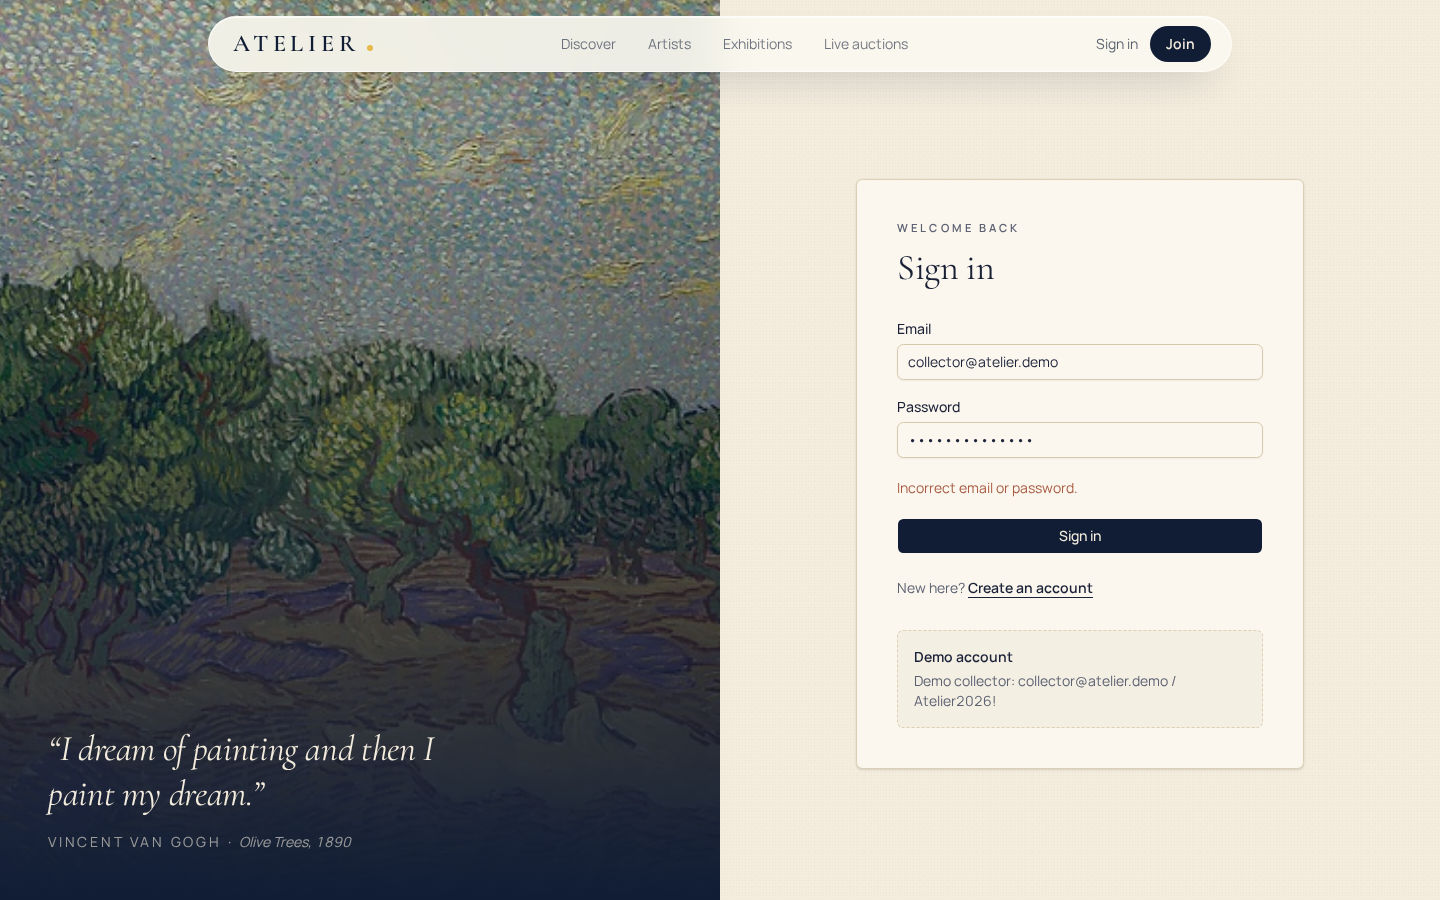 ATELIER
Discover
Artists
Exhibitions
Live auctions
Sign in
Join
WELCOME BACK
Sign in
Email
collector@atelier.demo
Password
••••••••••••••
Incorrect email or password.
Sign in
New here? Create an account
Demo account
Demo collector: collector@atelier.demo /
Atelier2026!
“I dream of painting and then I
paint my dream.”
VINCENT VAN GOGH · Olive Trees, 1890